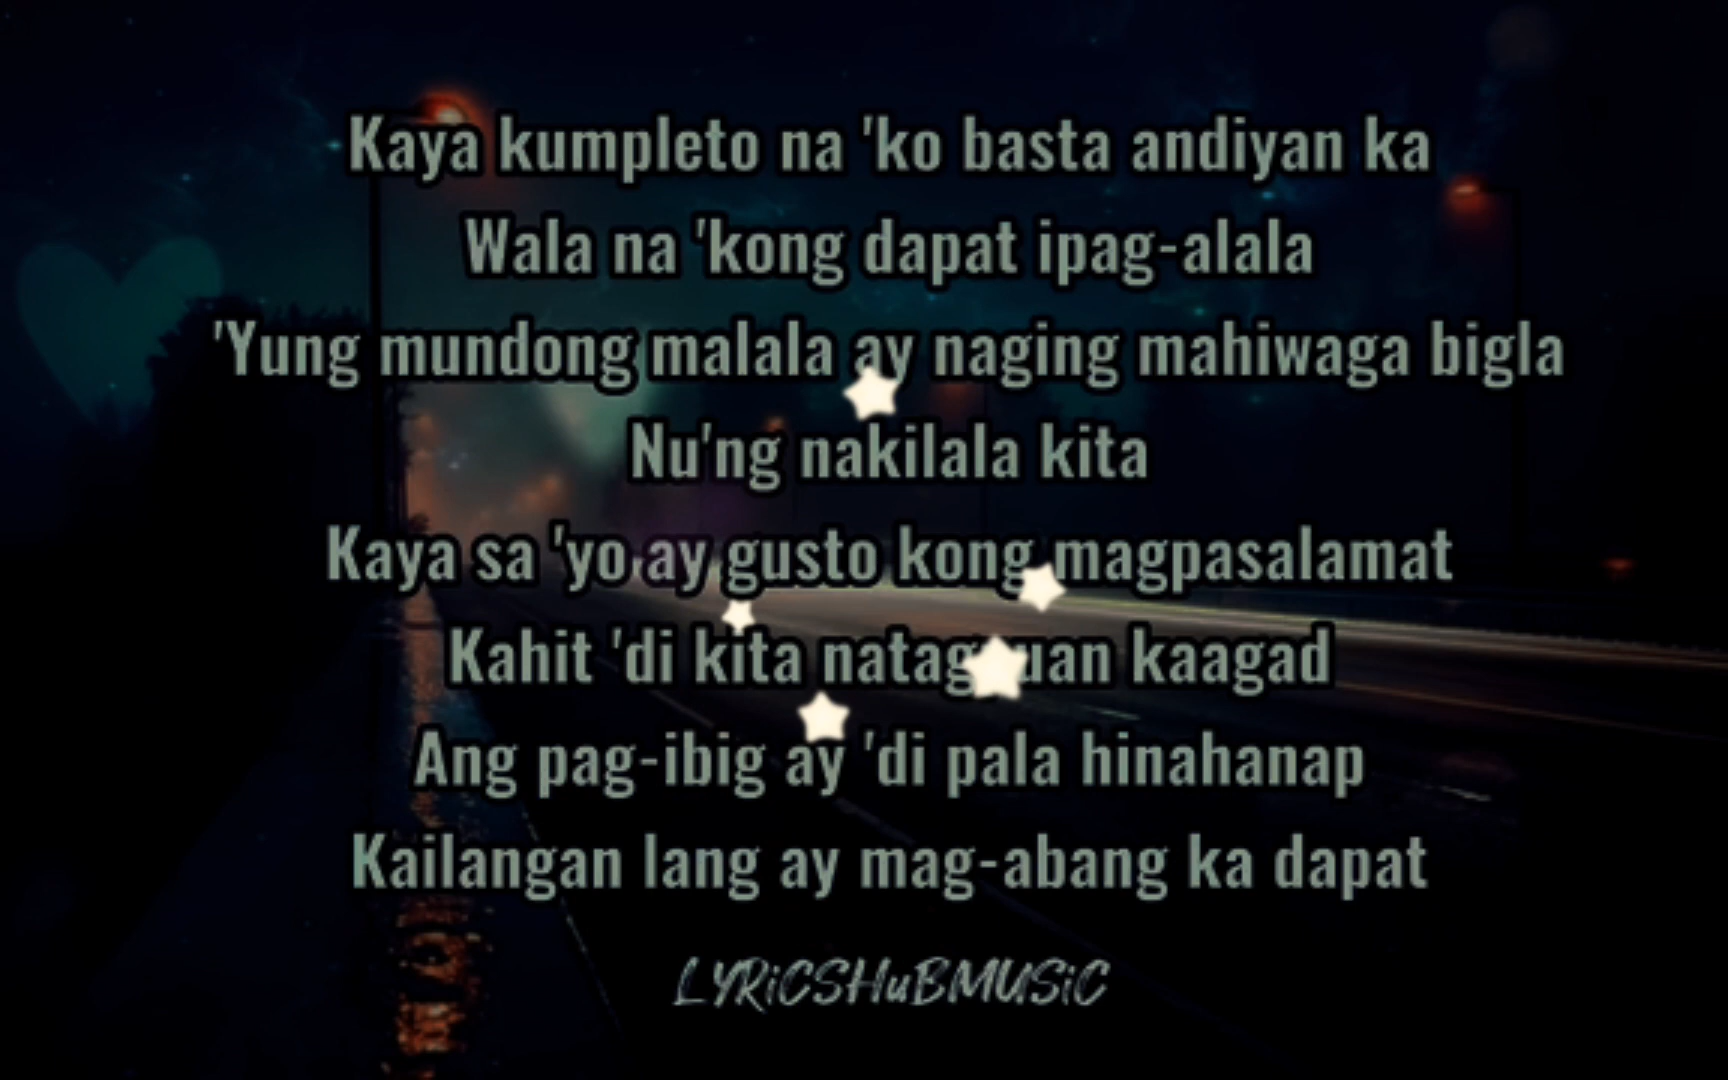 Kaya kumpleto na 'ko basta andiyan ka
Wala na 'kong dapat ipag-alala
'Yung mundong malala ay naging mahiwaga bigla
Nu'ng nakilala kita
Kaya sa 'yo ay gusto kong magpasalamat
Kahit 'di kita kaagad
Ang pag-ibig ay 'di pala hinahanap
Kailangan lang ay mag-abang ka dapat
LYRiCSHuBMUSiC